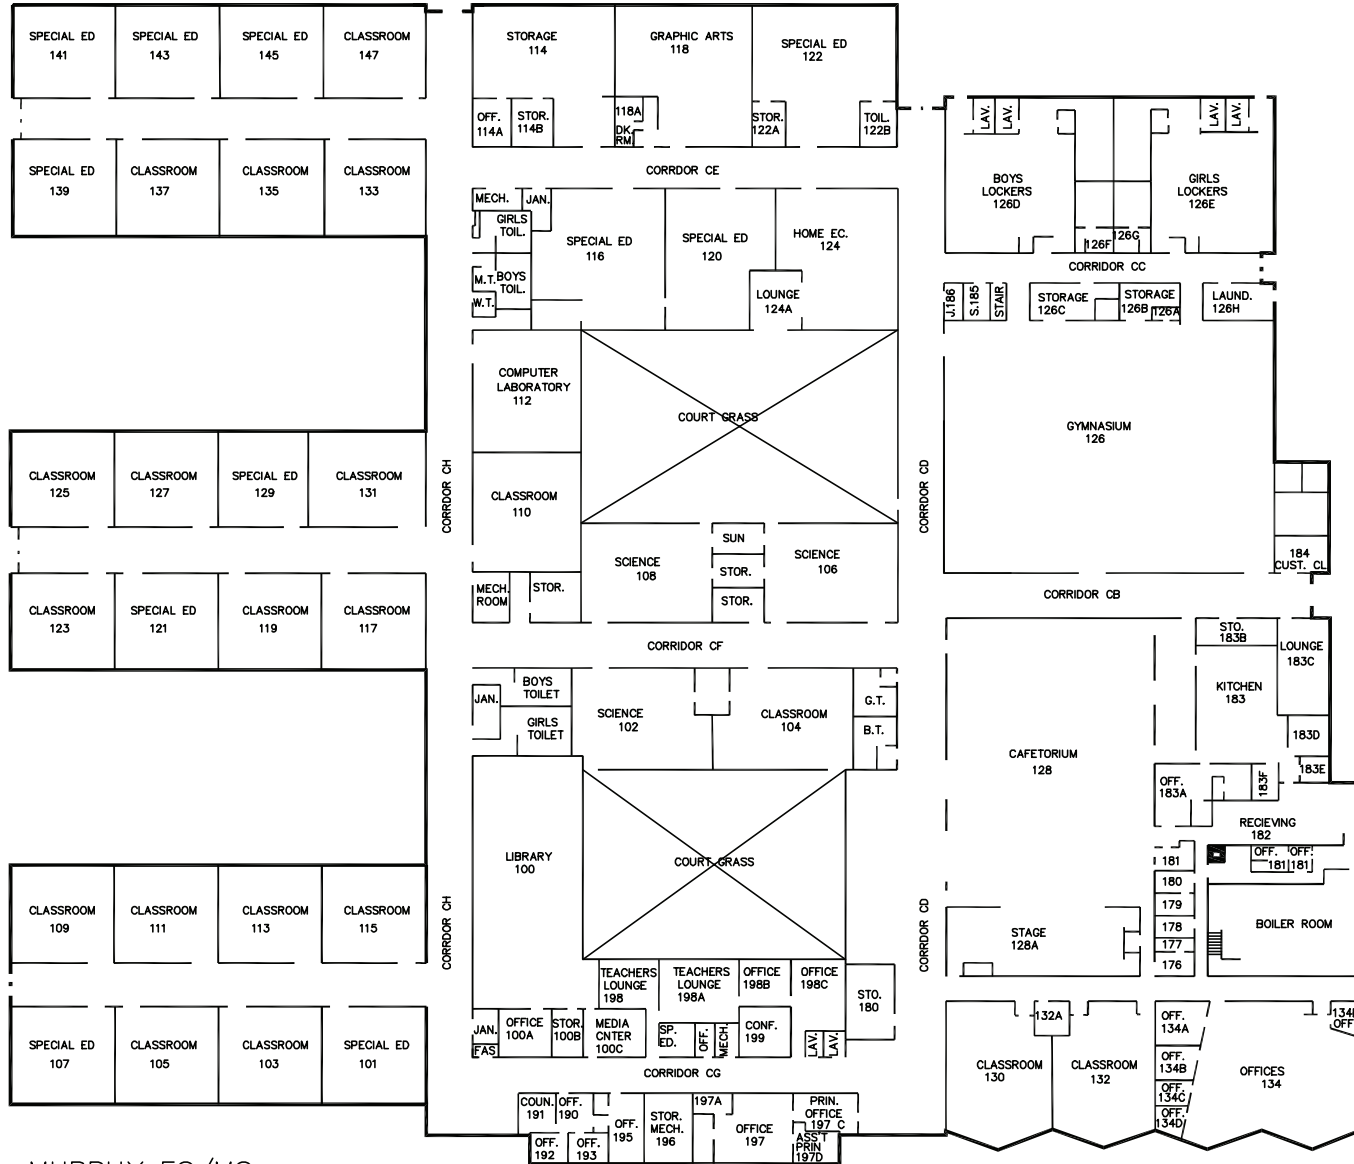 SPECIAL ED
141
SPECIAL ED
143
SPECIAL ED
145
CLASSROOM
147
STORAGE
114
GRAPHIC ARTS
118
SPECIAL ED
122
OFF.
114A
STOR.
114B
118A
DK.
RM.
STOR.
122A
TOIL.
122B
LAV.
LAV.
LAV.
LAV.
CORRDOR CE
SPECIAL ED
139
CLASSROOM
137
CLASSROOM
135
CLASSROOM
133
BOYS
LOCKERS
126D
GIRLS
LOCKERS
126E
MECH.
JAN.
GIRLS
TOIL.
SPECIAL ED
116
SPECIAL ED
120
HOME EC.
124
126F
126G
CORRIDOR CC
M.T.
BOYS
TOIL.
W.T.
LOUNGE
124A
J.186
S.185
STAIR
STORAGE
126C
STORAGE
126B
126A
LAUND.
126H
COMPUTER
LABORATORY
112
COURT GRASS
GYMNASIUM
126
CLASSROOM
125
CLASSROOM
127
SPECIAL ED
129
CLASSROOM
131
CORRDOR CH
CLASSROOM
110
CORRDOR CD
SCIENCE
108
SUN
STOR.
STOR.
SCIENCE
106
184
CUST. CL
MECH.
ROOM
STOR.
CORRIDOR CB
CLASSROOM
123
SPECIAL ED
121
CLASSROOM
119
CLASSROOM
117
CORRIDOR CF
STO.
183B
LOUNGE
183C
JAN.
BOYS
TOILET
GIRLS
TOILET
SCIENCE
102
CLASSROOM
104
G.T.
B.T.
KITCHEN
183
183D
183E
CAFETORIUM
128
OFF.
183A
183F
RECIEVING
182
LIBRARY
100
COURT GRASS
181
OFF.
181
OFF.
181
180
179
178
177
176
BOILER ROOM
CLASSROOM
109
CLASSROOM
111
CLASSROOM
113
CLASSROOM
115
CORRDOR CH
CORRDOR CD
STAGE
128A
TEACHERS
LOUNGE
198
TEACHERS
LOUNGE
198A
OFFICE
198B
OFFICE
198C
STO.
180
JAN.
FAS
OFFICE
100A
STOR.
100B
MEDIA
CNTER
100C
SP.
ED.
OFF.
MECH.
CONF.
199
LAV.
LAV.
132A
OFF.
134A
OFF.
SPECIAL ED
107
CLASSROOM
105
CLASSROOM
103
SPECIAL ED
101
CORRIDOR CG
CLASSROOM
130
CLASSROOM
132
OFF.
134B
OFF.
134C
OFF.
134D
OFFICES
134
COUN.
191
OFF.
190
OFF.
192
OFF.
193
OFF.
195
STOR.
MECH.
196
197A
OFFICE
197
PRIN.
OFFICE
197 C
ASS'T
PRIN
197D